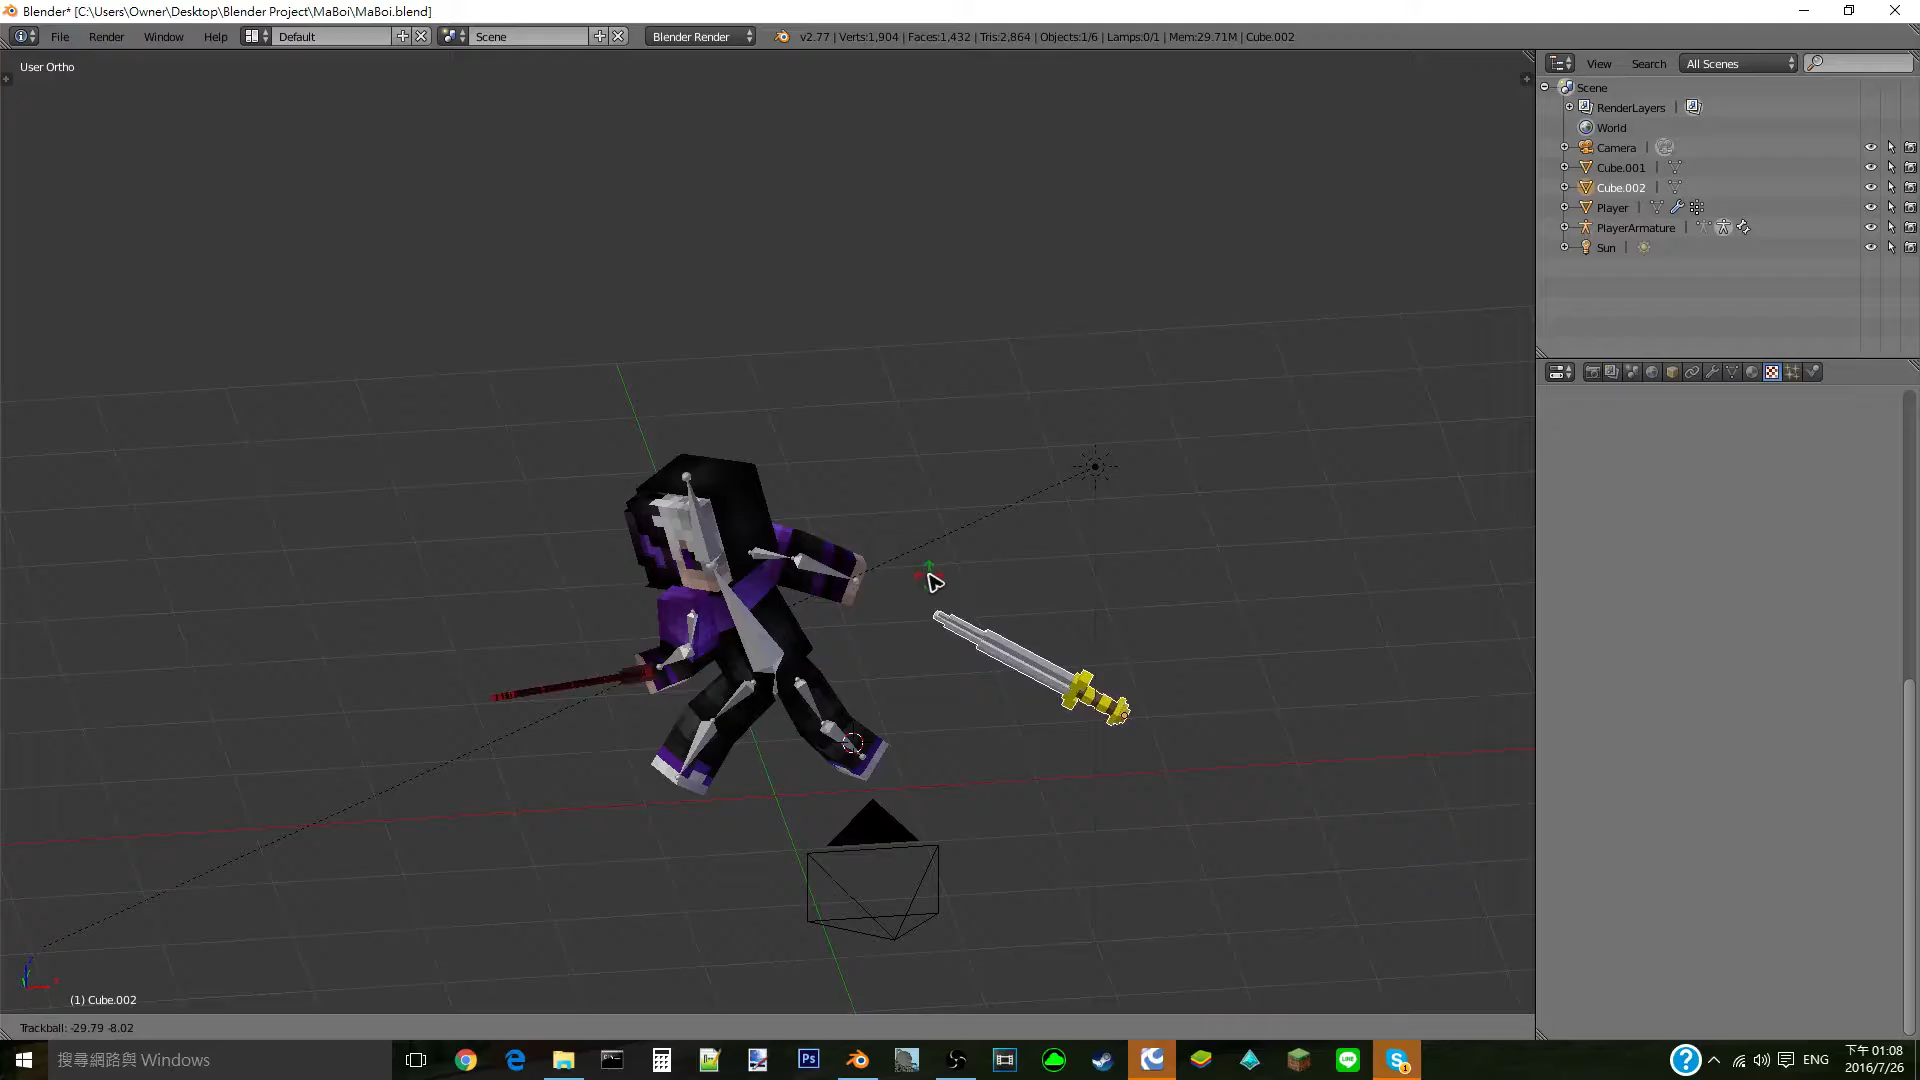 Blender* [C:\Users\Owner\Desktop\Blender Project\MaBoi\MaBoi.blend]
File Render Window Help Default Scene Blender Render v2.77 | Verts:1,904 | Faces:1,432 | Tris:2,864 | Objects:1/6 | Lamps:0/1 | Mem:29.71M | Cube.002
User Ortho
View Search All Scenes
Scene
RenderLayers
World
Camera
Cube.001
Cube.002
Player
PlayerArmature
Sun
(1) Cube.002
Trackball: -29.79 -8.02
搜尋網路與 Windows
Ps
ENG
下午 01:08
2016/7/26